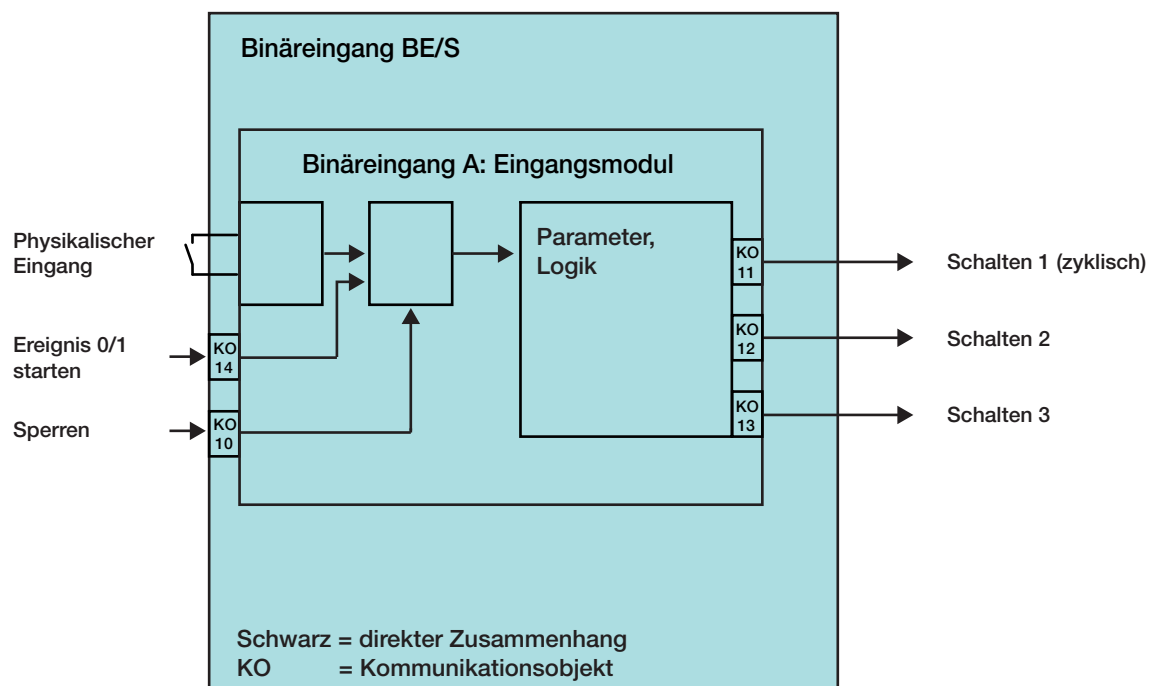 Binäreingang BE/S
Binäreingang A: Eingangsmodul
Physikalischer
Eingang
Parameter,
Logik
KO
11
Schalten 1 (zyklisch)
Ereignis 0/1
starten
KO
14
KO
12
Schalten 2
Sperren
KO
10
KO
13
Schalten 3
Schwarz = direkter Zusammenhang
KO = Kommunikationsobjekt